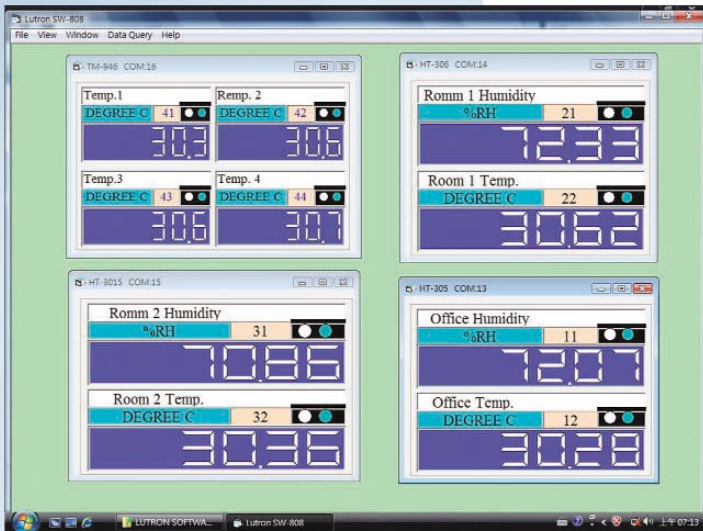 Lutron SW-808
File View Window Data Query Help
TM-946 COM:16
Temp.1
DEGREE C 41
30.3
Remp. 2
DEGREE C 42
30.6
Temp.3
DEGREE C 43
30.6
Temp. 4
DEGREE C 44
30.7
HT-306 COM:14
Romm 1 Humidity
%RH 21
72.33
Room 1 Temp.
DEGREE C 22
30.62
HT-3015 COM:15
Romm 2 Humidity
%RH 31
70.86
Room 2 Temp.
DEGREE C 32
30.36
HT-305 COM:13
Office Humidity
%RH 11
72.07
Office Temp.
DEGREE C 12
30.28
LUTRON SOFTWA... Lutron SW-808 上午 07:13